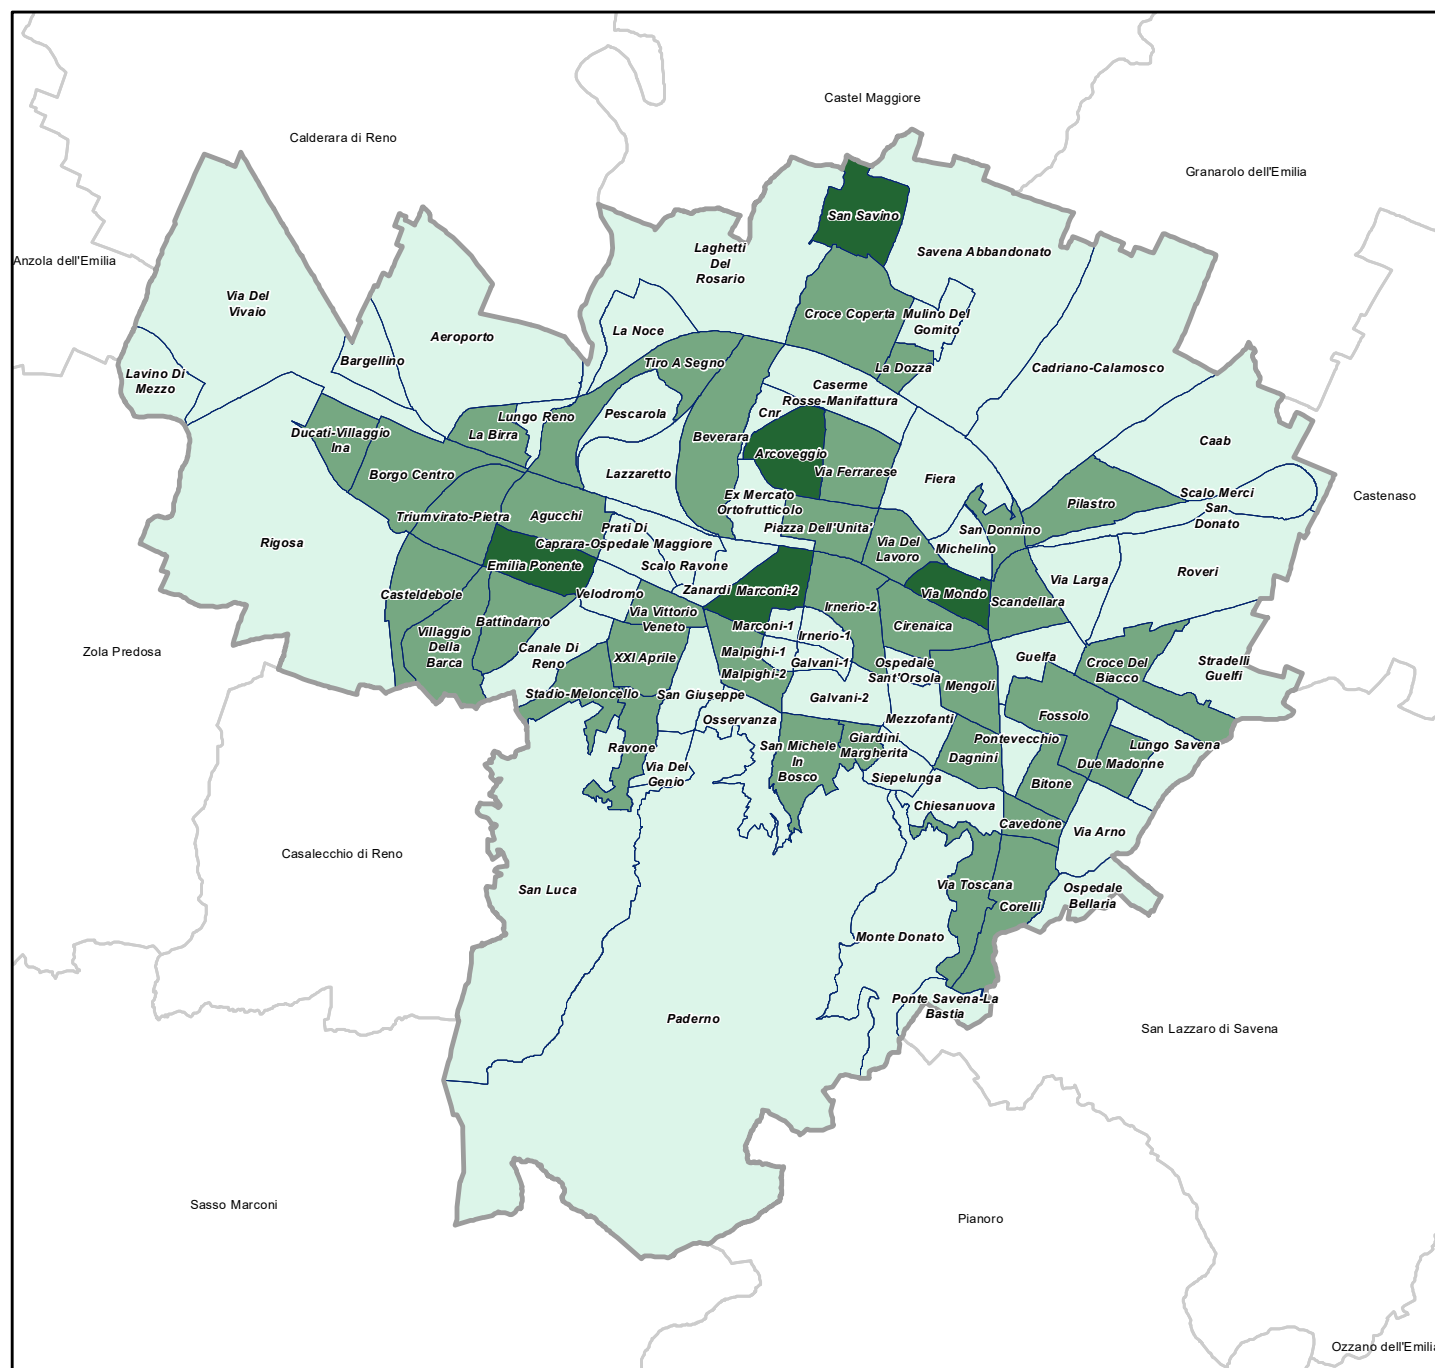 Castel Maggiore
Calderara di Reno
Granarolo dell'Emilia
San Savino
Laghetti
Del
Rosario
Savena Abbandonato
Anzola dell'Emilia
Via Del
Vivaio
Croce Coperta
Mulino Del
Gomito
La Noce
Aeroporto
Bargellino
Tiro A Segno
La Dozza
Cadriano-Calamosco
Lavino Di
Mezzo
Caserme
Rosse-Manifattura
Pescarola
Cnr
Lungo Reno
La Birra
Ducati-Villaggio
Ina
Beverara
Caab
Arcoveggio
Via Ferrarese
Borgo Centro
Lazzaretto
Fiera
Ex Mercato
Ortofrutticolo
Pilastro
Scalo Merci
San
Donato
Castenaso
Triumvirato-Pietra
Agucchi
Prati Di
Caprara-Ospedale Maggiore
Piazza Dell'Unita'
San Donnino
Rigosa
Via Del
Lavoro
Michelino
Emilia Ponente
Scalo Ravone
Via Larga
Roveri
Casteldebole
Velodromo
Zanardi
Marconi-2
Via Mondo
Scandellara
Irnerio-2
Via Vittorio
Veneto
Battindarno
Marconi-1
Irnerio-1
Cirenaica
Villaggio
Della
Barca
Zola Predosa
Canale Di
Reno
XXI Aprile
Malpighi-1
Galvani-1
Ospedale
Sant'Orsola
Guelfa
Croce Del
Biacco
Stradelli
Guelfi
Malpighi-2
Mengoli
Stadio-Meloncello
San Giuseppe
Galvani-2
Osservanza
Mezzofanti
Fossolo
Ravone
San Michele
In
Bosco
Giardini
Margherita
Pontevecchio
Lungo Savena
Dagnini
Due Madonne
Via Del
Genio
Siepelunga
Bitone
Chiesanuova
Cavedone
Via Arno
Casalecchio di Reno
San Luca
Via Toscana
Corelli
Ospedale
Bellaria
Monte Donato
Ponte Savena-La
Bastia
Paderno
San Lazzaro di Savena
Sasso Marconi
Pianoro
Ozzano dell'Emilia